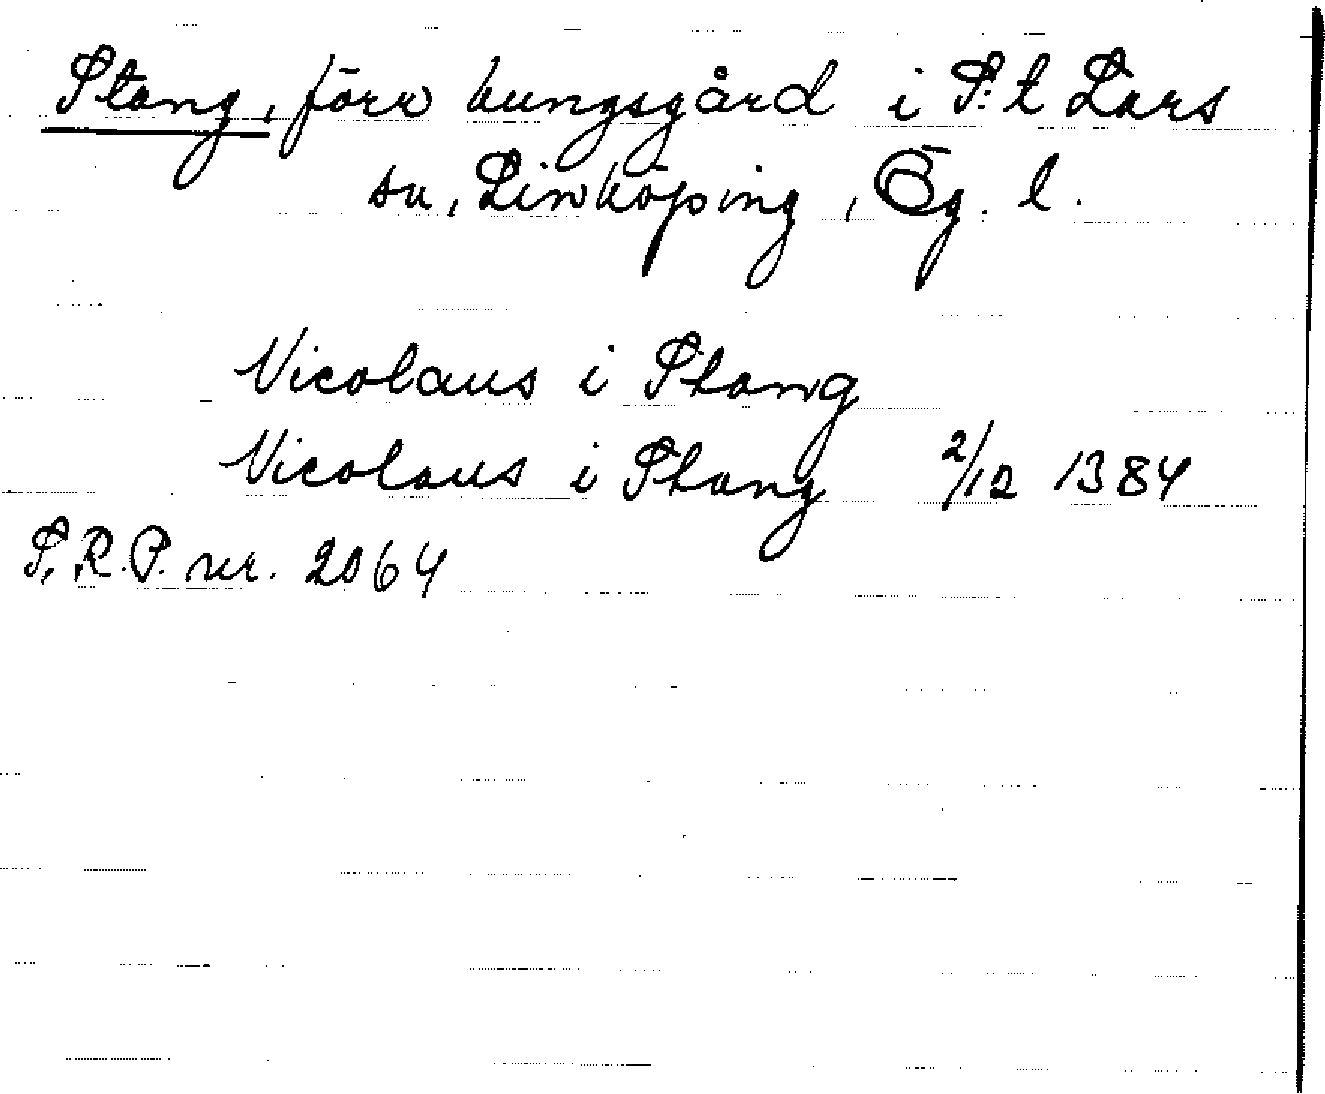 Stang, förr kungsgård i S:t Lars
sn, Linköping, Ög. l.
Nicolaus i Stang
Nicolaus i Stang 2/12 1384
S.R.P. nr. 2064